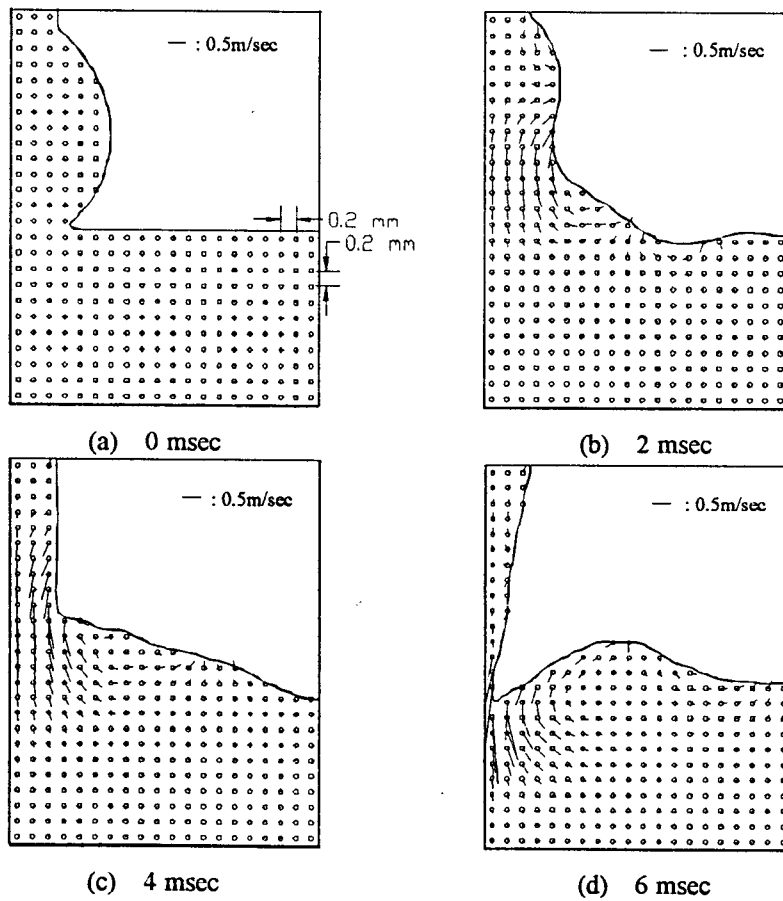 — : 0.5m/sec
— : 0.5m/sec
0.2 mm
0.2 mm
(a) 0 msec
(b) 2 msec
— : 0.5m/sec
— : 0.5m/sec
(c) 4 msec
(d) 6 msec